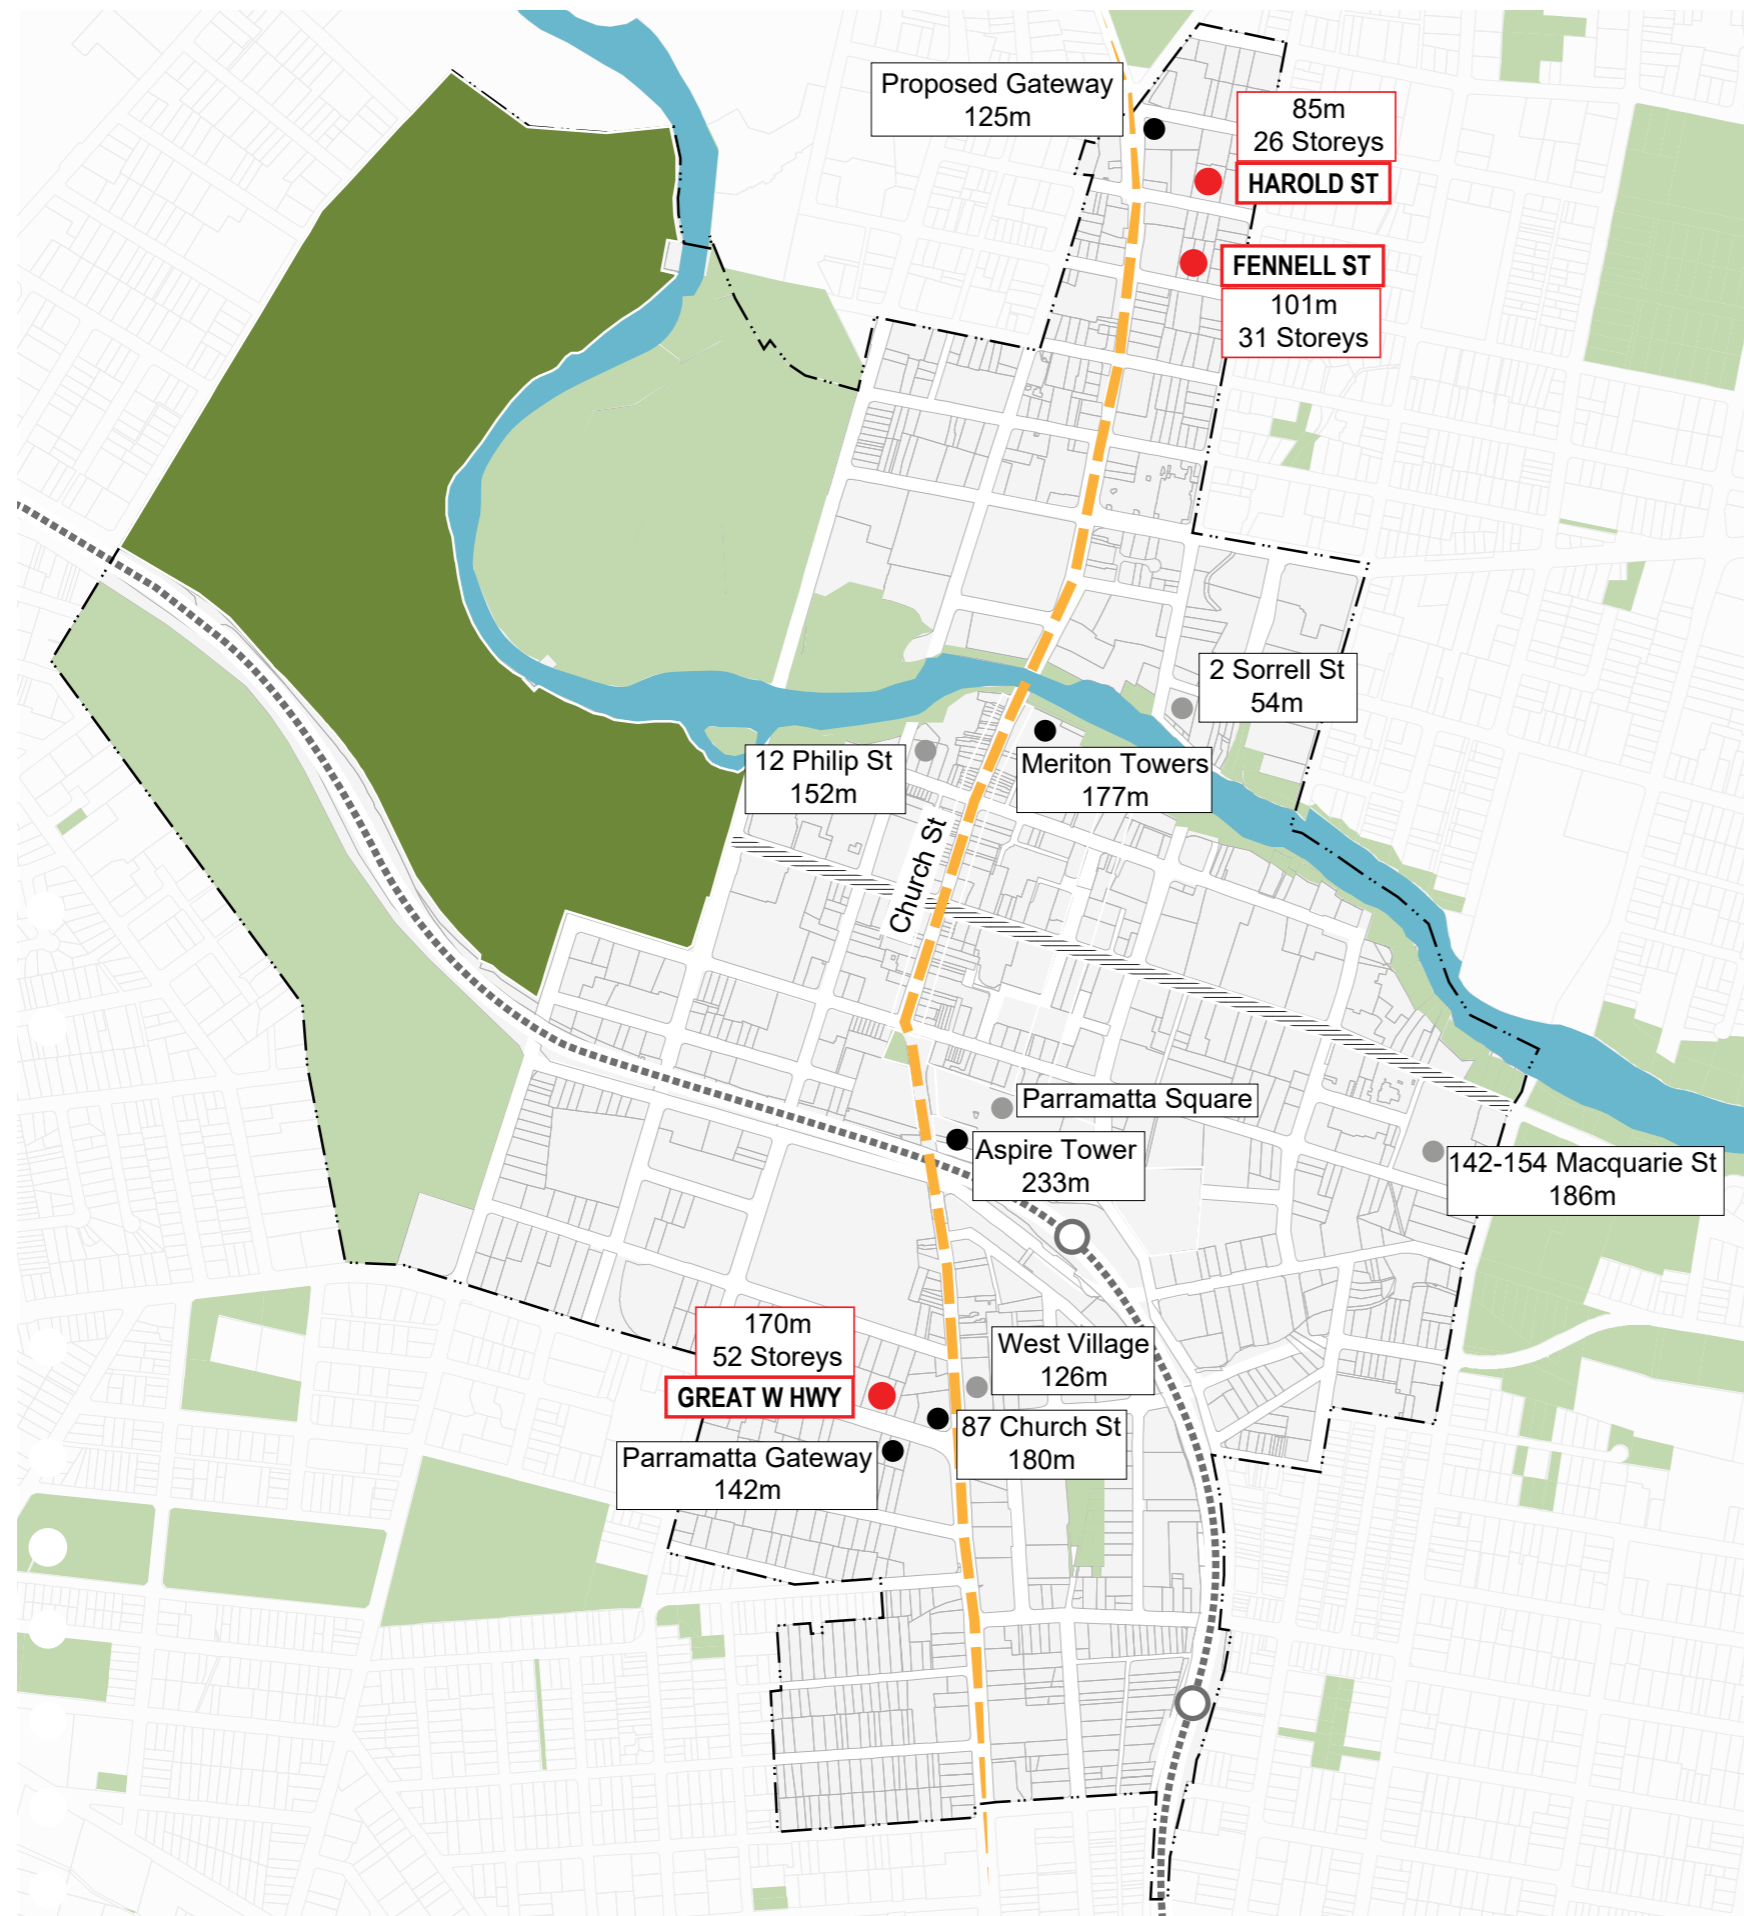 Proposed Gateway
125m
85m
26 Storeys
HAROLD ST
FENNELL ST
101m
31 Storeys
2 Sorrell St
54m
12 Philip St
152m
Meriton Towers
177m
Church St
Parramatta Square
Aspire Tower
233m
142-154 Macquarie St
186m
170m
52 Storeys
GREAT W HWY
West Village
126m
87 Church St
180m
Parramatta Gateway
142m